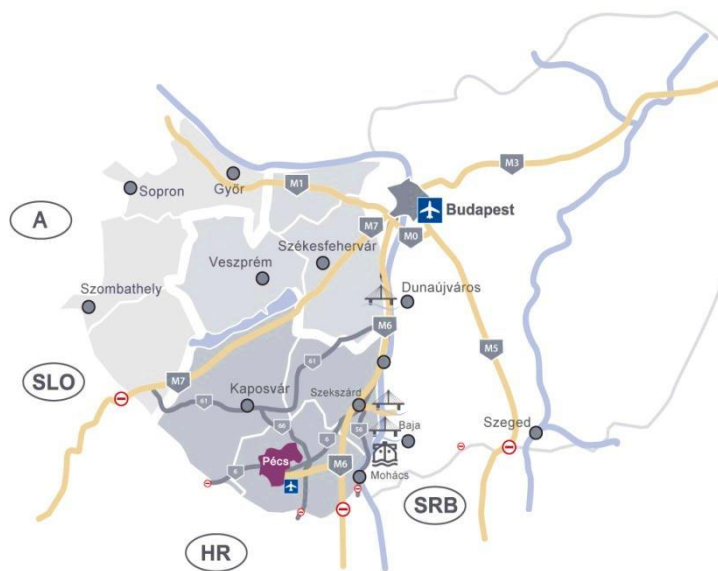 M3
Győr
M1
Sopron
A
Budapest
M7
M0
Székesfehervár
Veszprém
Dunaújváros
Szombathely
M6
M5
61
SLO
M7
Kaposvár
61
Szekszárd
66
6
56
Baja
Szeged
Pécs
6
M6
Mohács
SRB
HR